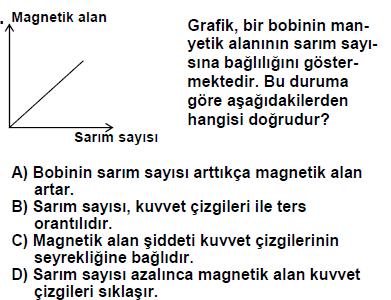 Magnetik alan
Sarım sayısı
Grafik, bir bobinin man-
yetik alanının sarım sayı-
sına bağlılığını göster-
mektedir. Bu duruma
göre aşağıdakilerden
hangisi doğrudur?
A) Bobinin sarım sayısı arttıkça magnetik alan
artar.
B) Sarım sayısı, kuvvet çizgileri ile ters
orantılıdır.
C) Magnetik alan şiddeti kuvvet çizgilerinin
seyrekliğine bağlıdır.
D) Sarım sayısı azalınca magnetik alan kuvvet
çizgileri sıklaşır.